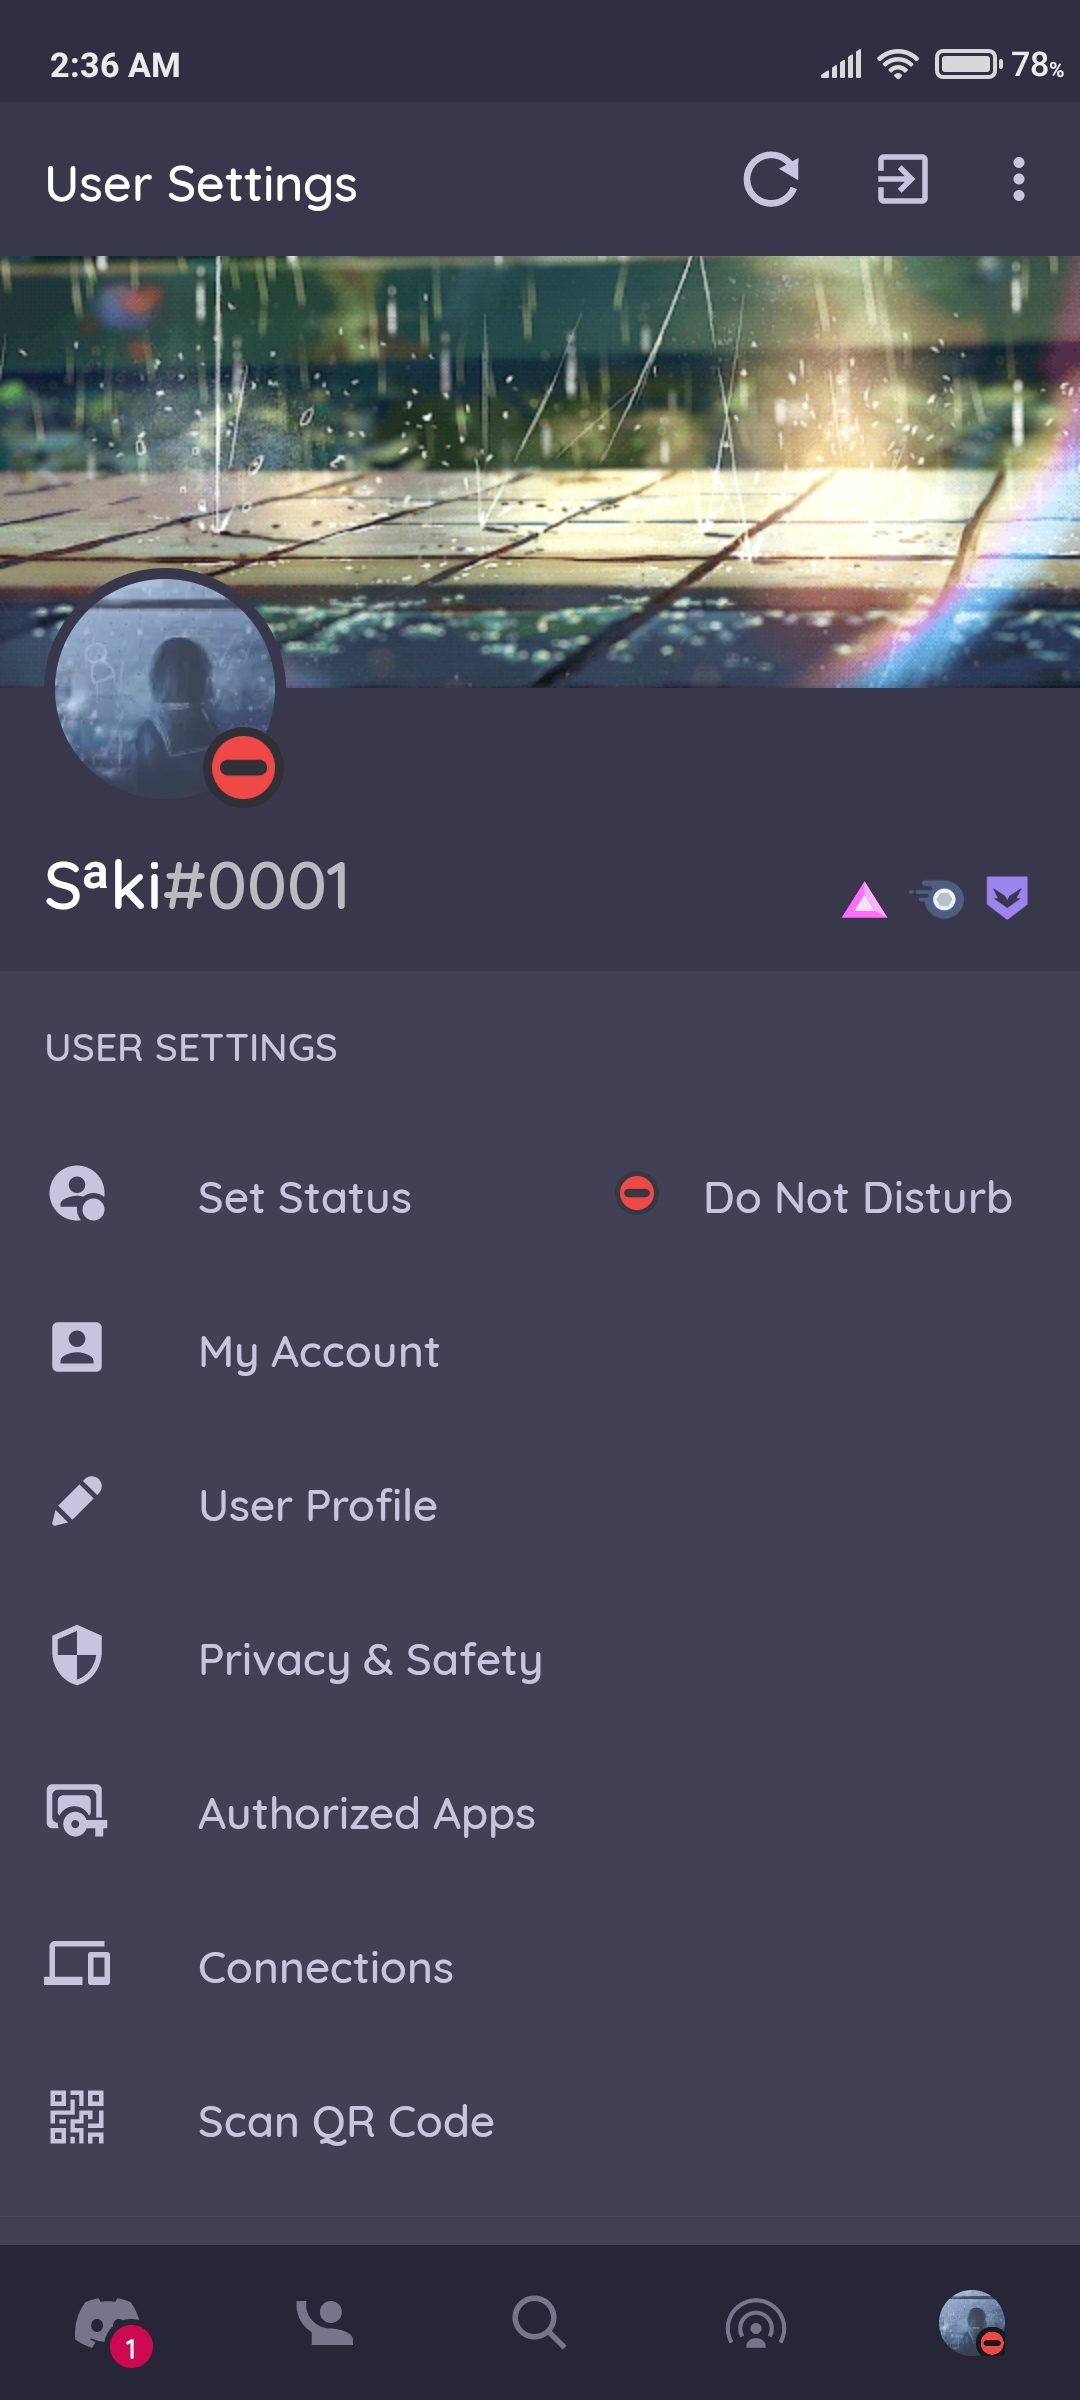 2:36 AM 78%
User Settings
Sªki#0001
USER SETTINGS
Set Status Do Not Disturb
My Account
User Profile
Privacy & Safety
Authorized Apps
Connections
Scan QR Code
1